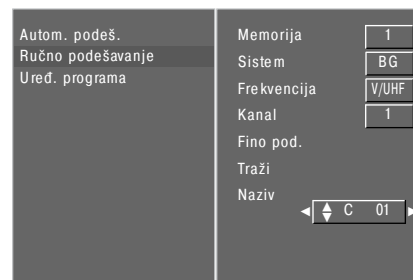 Autom. podeš.
Ručno podešavanje
Uređ. programa
Memorija 1
Sistem BG
Frekvencija V/UHF
Kanal 1
Fino pod.
Traži
Naziv
C 01